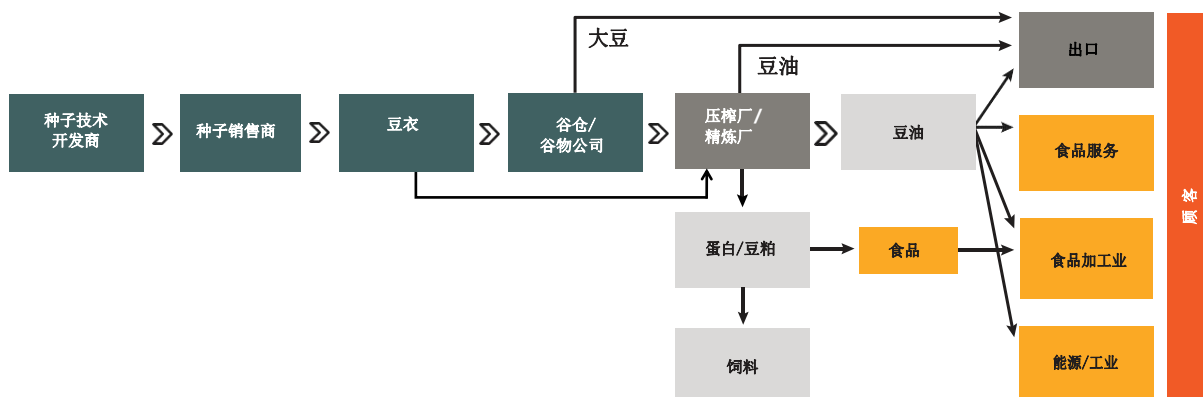 大豆
豆油
出口
种子技术
开发商
种子销售商
豆农
谷仓/
谷物公司
压榨厂/
精炼厂
豆油
食品服务
顾客
蛋白/豆粕
食品
食品加工业
饲料
能源/工业